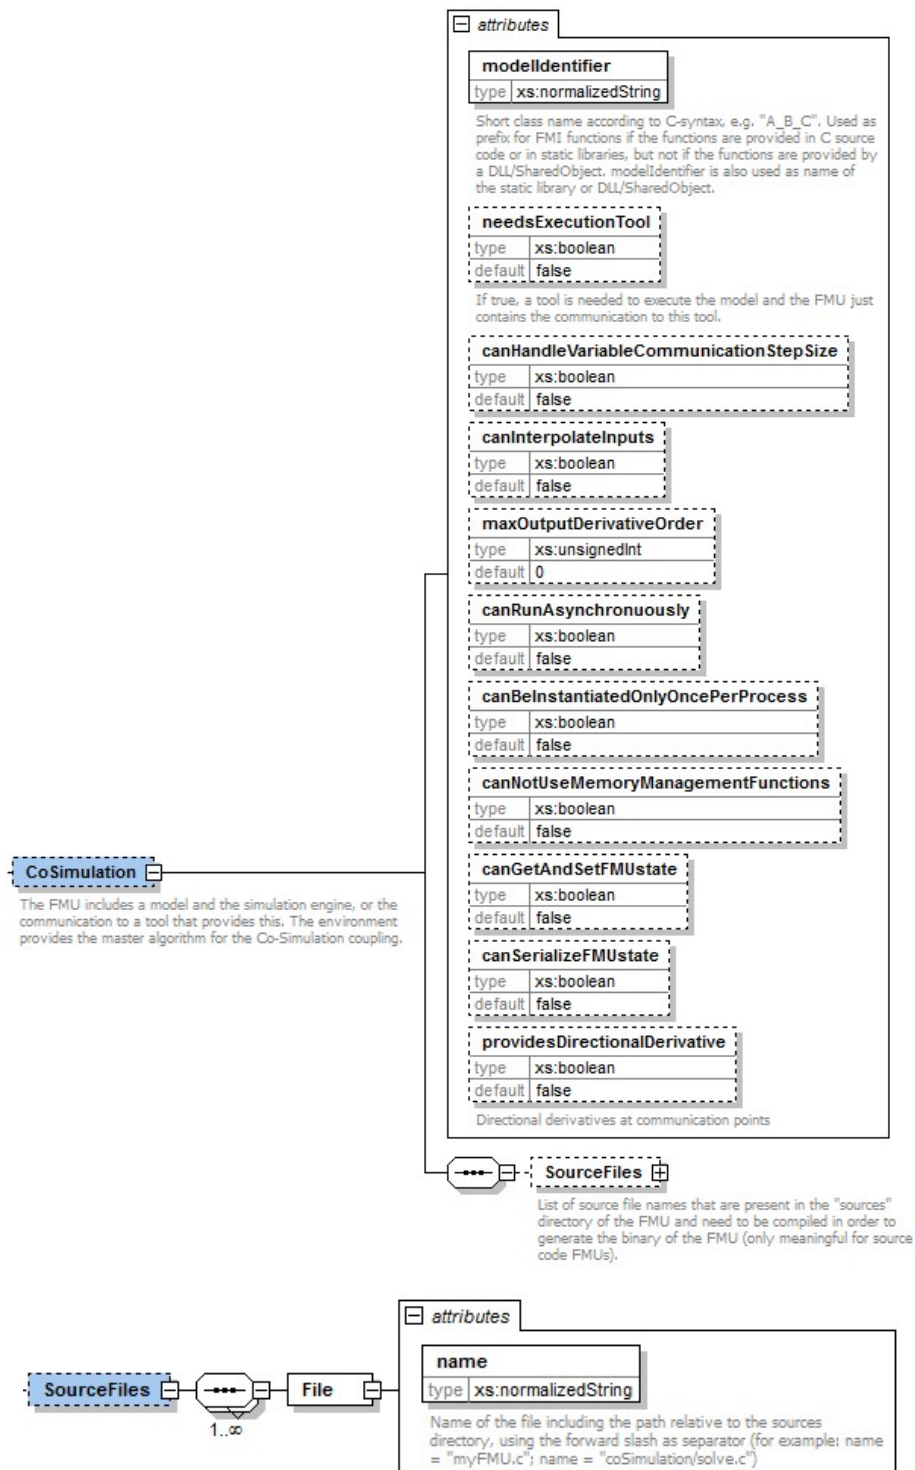 attributes
modelIdentifier
type xs:normalizedString
Short class name according to C-syntax, e.g. "A_B_C". Used as
prefix for FMI functions if the functions are provided in C source
code or in static libraries, but not if the functions are provided by
a DLL/SharedObject. modelIdentifier is also used as name of
the static library or DLL/SharedObject.
needsExecutionTool
type xs:boolean
default false
If true, a tool is needed to execute the model and the FMU just
contains the communication to this tool.
canHandleVariableCommunicationStepSize
type xs:boolean
default false
canInterpolateInputs
type xs:boolean
default false
maxOutputDerivativeOrder
type xs:unsignedInt
default 0
canRunAsynchronuously
type xs:boolean
default false
canBeInstantiatedOnlyOncePerProcess
type xs:boolean
default false
canNotUseMemoryManagementFunctions
type xs:boolean
default false
CoSimulation
The FMU includes a model and the simulation engine, or the
communication to a tool that provides this. The environment
provides the master algorithm for the Co-Simulation coupling.
canGetAndSetFMUstate
type xs:boolean
default false
canSerializeFMUstate
type xs:boolean
default false
providesDirectionalDerivative
type xs:boolean
default false
Directional derivatives at communication points
SourceFiles
List of source file names that are present in the "sources"
directory of the FMU and need to be compiled in order to
generate the binary of the FMU (only meaningful for source
code FMUs).
attributes
SourceFiles
1..∞
File
name
type xs:normalizedString
Name of the file including the path relative to the sources
directory, using the forward slash as separator (for example: name
= "myFMU.c"; name = "coSimulation/solve.c")